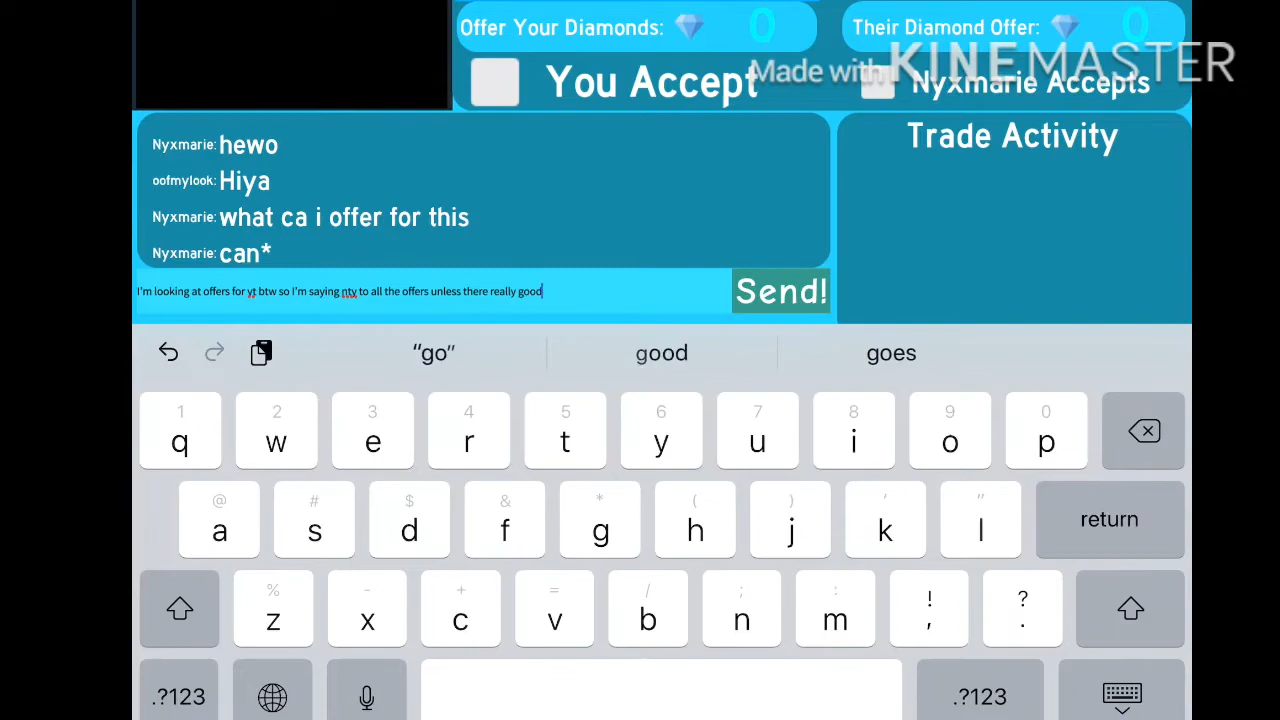 Offer Your Diamonds: 0
Their Diamond Offer: 0
Made with KINEMASTER
You Accept
Nyxmarie Accepts
Trade Activity
Nyxmarie: hewo
oofmylook: Hiya
Nyxmarie: what ca i offer for this
Nyxmarie: can*
I'm looking at offers for yt btw so I'm saying nty to all the offers unless there really good
Send!
"go" good goes
1 2 3 4 5 6 7 8 9 0
q w e r t y u i o p
@ # $ & * ( ) ' "
a s d f g h j k l return
% - + = / ; : ! ?
z x c v b n m , .
.?123 .?123